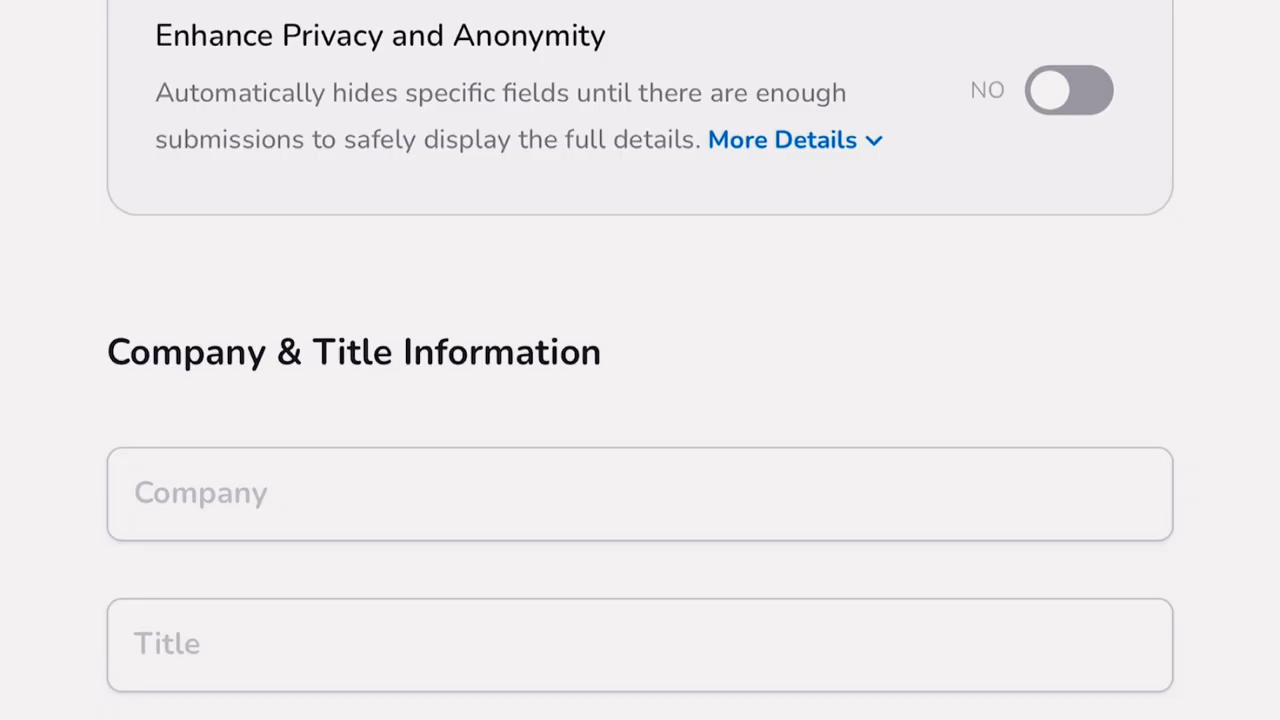 Enhance Privacy and Anonymity
Automatically hides specific fields until there are enough
submissions to safely display the full details. More Details
NO
Company & Title Information
Company
Title